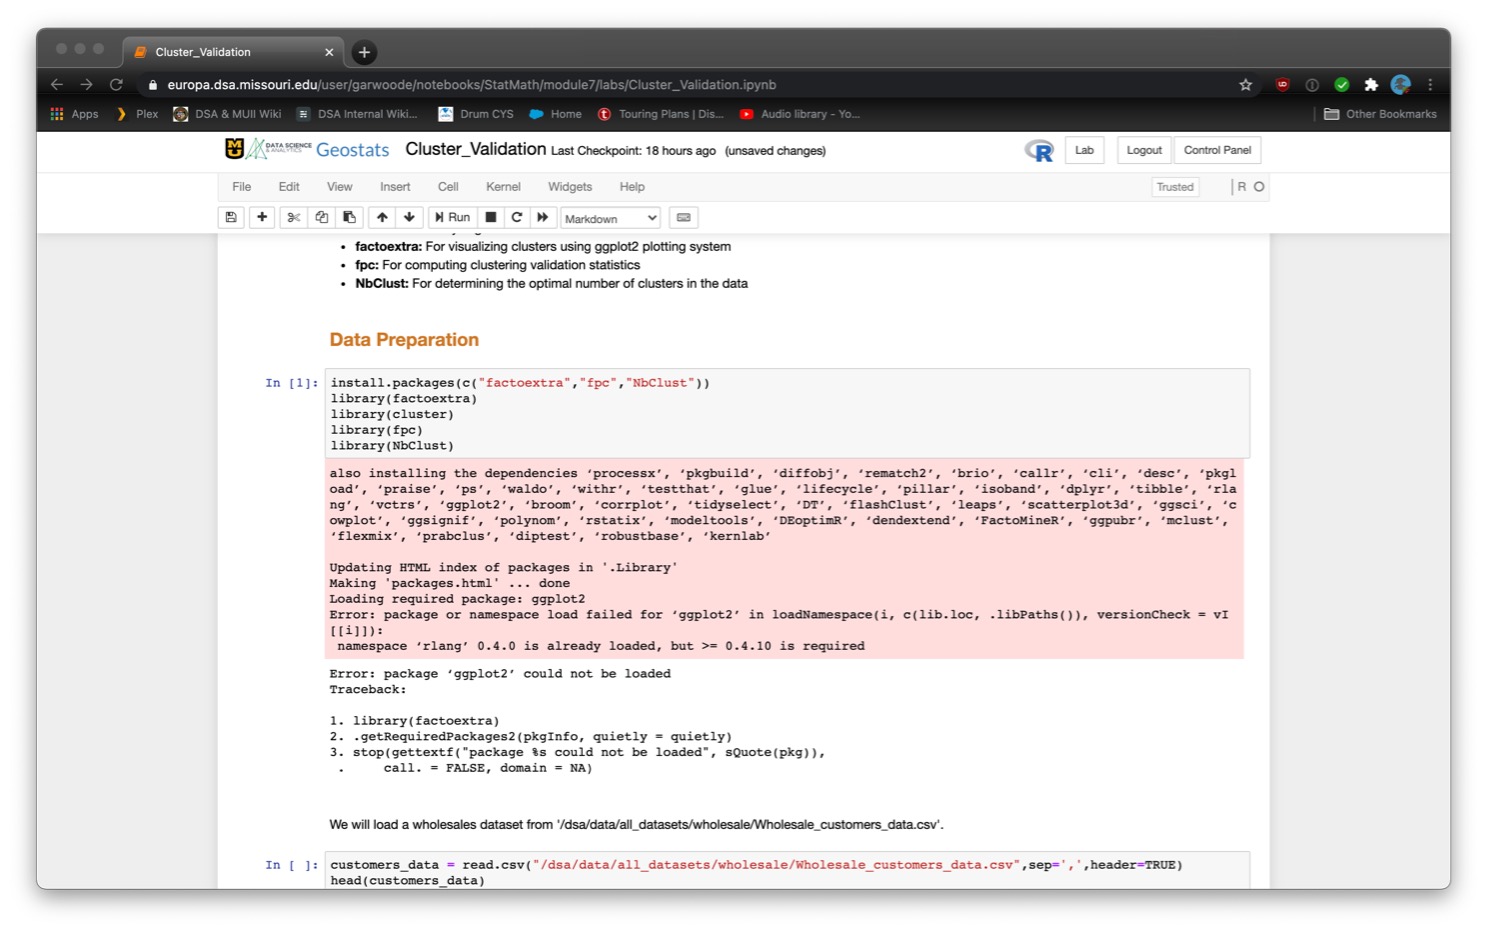 Cluster_Validation
europa.dsa.missouri.edu/user/garwoode/notebooks/StatMath/module7/labs/Cluster_Validation.ipynb
Apps Plex DSA & MUII Wiki DSA Internal Wiki... Drum CYS Home Touring Plans | Dis... Audio library - Yo... Other Bookmarks
DATA SCIENCE & ANALYTICS Geostats Cluster_Validation Last Checkpoint: 18 hours ago (unsaved changes) R Lab Logout Control Panel
File Edit View Insert Cell Kernel Widgets Help Trusted R
Run Markdown
• factoextra: For visualizing clusters using ggplot2 plotting system
• fpc: For computing clustering validation statistics
• NbClust: For determining the optimal number of clusters in the data
Data Preparation
In [1]: install.packages(c("factoextra","fpc","NbClust"))
library(factoextra)
library(cluster)
library(fpc)
library(NbClust)
also installing the dependencies ‘processx’, ‘pkgbuild’, ‘diffobj’, ‘rematch2’, ‘brio’, ‘callr’, ‘cli’, ‘desc’, ‘pkgl
oad’, ‘praise’, ‘ps’, ‘waldo’, ‘withr’, ‘testthat’, ‘glue’, ‘lifecycle’, ‘pillar’, ‘isoband’, ‘dplyr’, ‘tibble’, ‘rla
ng’, ‘vctrs’, ‘ggplot2’, ‘broom’, ‘corrplot’, ‘tidyselect’, ‘DT’, ‘flashClust’, ‘leaps’, ‘scatterplot3d’, ‘ggsci’, ‘c
owplot’, ‘ggsignif’, ‘polynom’, ‘rstatix’, ‘modeltools’, ‘DEoptimR’, ‘dendextend’, ‘FactoMineR’, ‘ggpubr’, ‘mclust’,
‘flexmix’, ‘prabclus’, ‘diptest’, ‘robustbase’, ‘kernlab’
Updating HTML index of packages in '.Library'
Making 'packages.html' ... done
Loading required package: ggplot2
Error: package or namespace load failed for ‘ggplot2’ in loadNamespace(i, c(lib.loc, .libPaths()), versionCheck = vI
[[i]]):
namespace ‘rlang’ 0.4.0 is already loaded, but >= 0.4.10 is required
Error: package ‘ggplot2’ could not be loaded
Traceback:
1. library(factoextra)
2. .getRequiredPackages2(pkgInfo, quietly = quietly)
3. stop(gettextf("package %s could not be loaded", sQuote(pkg)),
. call. = FALSE, domain = NA)
We will load a wholesales dataset from '/dsa/data/all_datasets/wholesale/Wholesale_customers_data.csv'.
In [ ]: customers_data = read.csv("/dsa/data/all_datasets/wholesale/Wholesale_customers_data.csv",sep=',',header=TRUE)
head(customers_data)